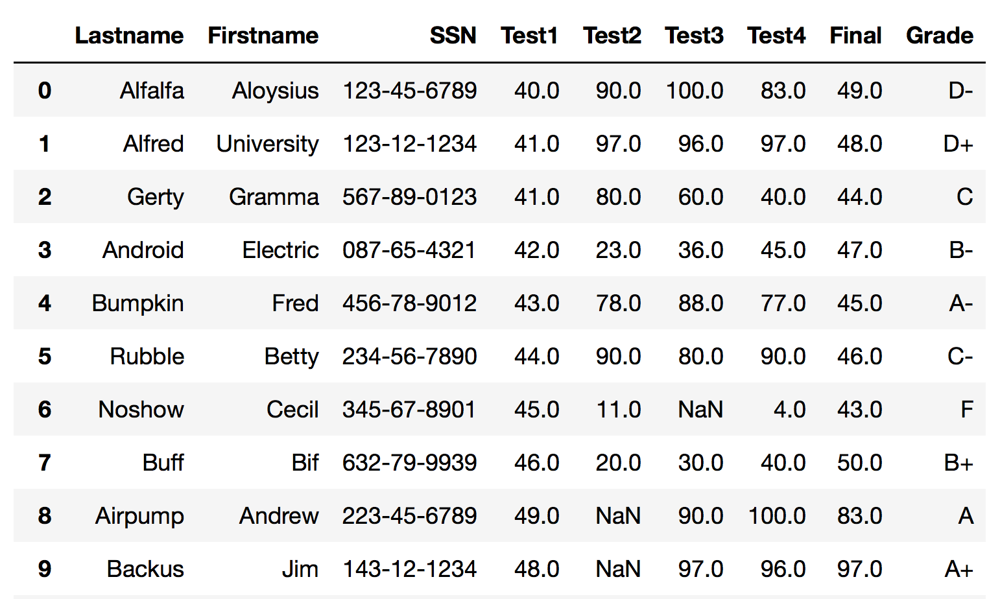 Lastname Firstname SSN Test1 Test2 Test3 Test4 Final Grade
0 Alfalfa Aloysius 123-45-6789 40.0 90.0 100.0 83.0 49.0 D-
1 Alfred University 123-12-1234 41.0 97.0 96.0 97.0 48.0 D+
2 Gerty Gramma 567-89-0123 41.0 80.0 60.0 40.0 44.0 C
3 Android Electric 087-65-4321 42.0 23.0 36.0 45.0 47.0 B-
4 Bumpkin Fred 456-78-9012 43.0 78.0 88.0 77.0 45.0 A-
5 Rubble Betty 234-56-7890 44.0 90.0 80.0 90.0 46.0 C-
6 Noshow Cecil 345-67-8901 45.0 11.0 NaN 4.0 43.0 F
7 Buff Bif 632-79-9939 46.0 20.0 30.0 40.0 50.0 B+
8 Airpump Andrew 223-45-6789 49.0 NaN 90.0 100.0 83.0 A
9 Backus Jim 143-12-1234 48.0 NaN 97.0 96.0 97.0 A+